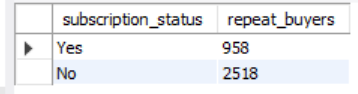 subscription_status repeat_buyers
Yes 958
No 2518